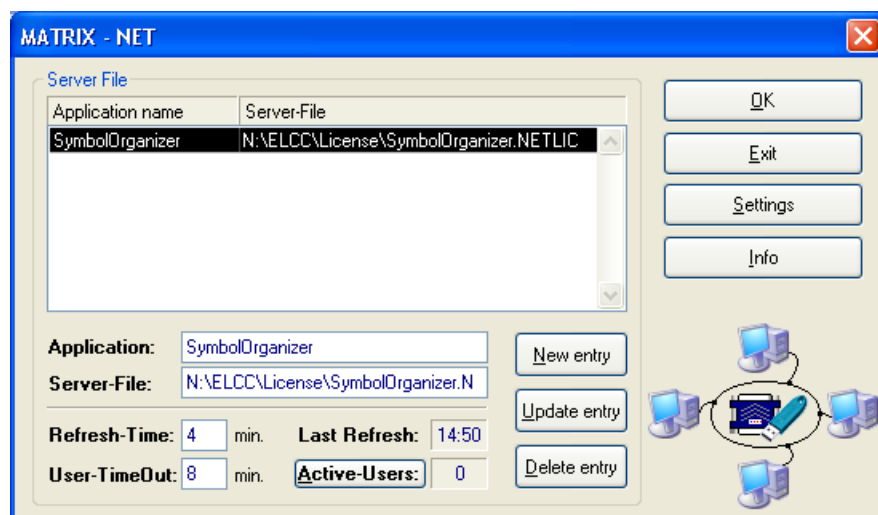 MATRIX - NET
Server File
Application name Server-File
SymbolOrganizer N:\ELCC\License\SymbolOrganizer.NETLIC
OK
Exit
Settings
Info
Application: SymbolOrganizer
Server-File: N:\ELCC\License\SymbolOrganizer.N
New entry
Update entry
Delete entry
Refresh-Time: 4 min. Last Refresh: 14:50
User-TimeOut: 8 min. Active-Users: 0